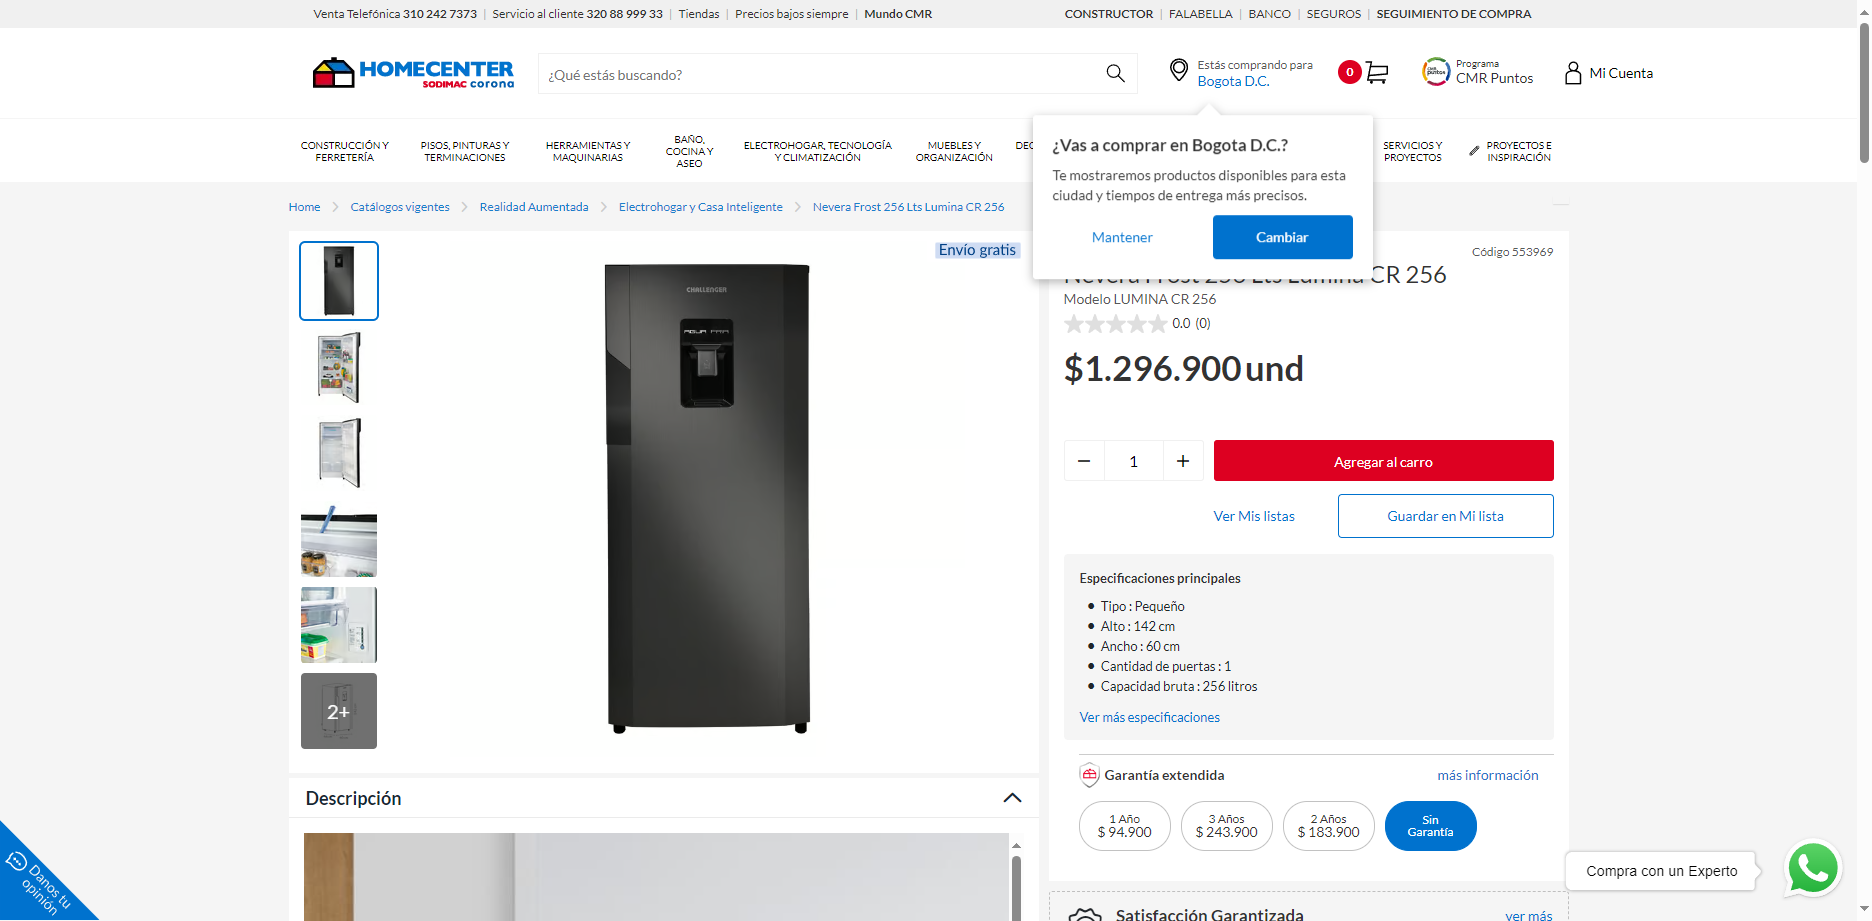 Venta Telefónica 310 242 7373 | Servicio al cliente 320 88 999 33 | Tiendas | Precios bajos siempre | Mundo CMR
CONSTRUCTOR | FALABELLA | BANCO | SEGUROS | SEGUIMIENTO DE COMPRA
HOMECENTER
SODIMAC corona
¿Qué estás buscando?
Estás comprando para
Bogota D.C.
0
Programa
CMR Puntos
Mi Cuenta
CONSTRUCCIÓN Y
FERRETERÍA
PISOS, PINTURAS Y
TERMINACIONES
HERRAMIENTAS Y
MAQUINARIAS
BAÑO,
COCINA Y
ASEO
ELECTROHOGAR, TECNOLOGÍA
Y CLIMATIZACIÓN
MUEBLES Y
ORGANIZACIÓN
DEC
SERVICIOS Y
PROYECTOS
PROYECTOS E
INSPIRACIÓN
¿Vas a comprar en Bogota D.C.?
Te mostraremos productos disponibles para esta
ciudad y tiempos de entrega más precisos.
Mantener
Cambiar
Home > Catálogos vigentes > Realidad Aumentada > Electrohogar y Casa Inteligente > Nevera Frost 256 Lts Lumina CR 256
Envío gratis
CHALLENGER
AGUA FRIA
2+
Código 553969
Nevera Frost 256 Lts Lumina CR 256
Modelo LUMINA CR 256
0.0 (0)
$1.296.900 und
− 1 +
Agregar al carro
Ver Mis listas
Guardar en Mi lista
Especificaciones principales
• Tipo : Pequeño
• Alto : 142 cm
• Ancho : 60 cm
• Cantidad de puertas : 1
• Capacidad bruta : 256 litros
Ver más especificaciones
Garantía extendida
más información
1 Año
$ 94.900
3 Años
$ 243.900
2 Años
$ 183.900
Sin
Garantía
Descripción
Satisfacción Garantizada
ver más
Compra con un Experto
Danos tu
opinión